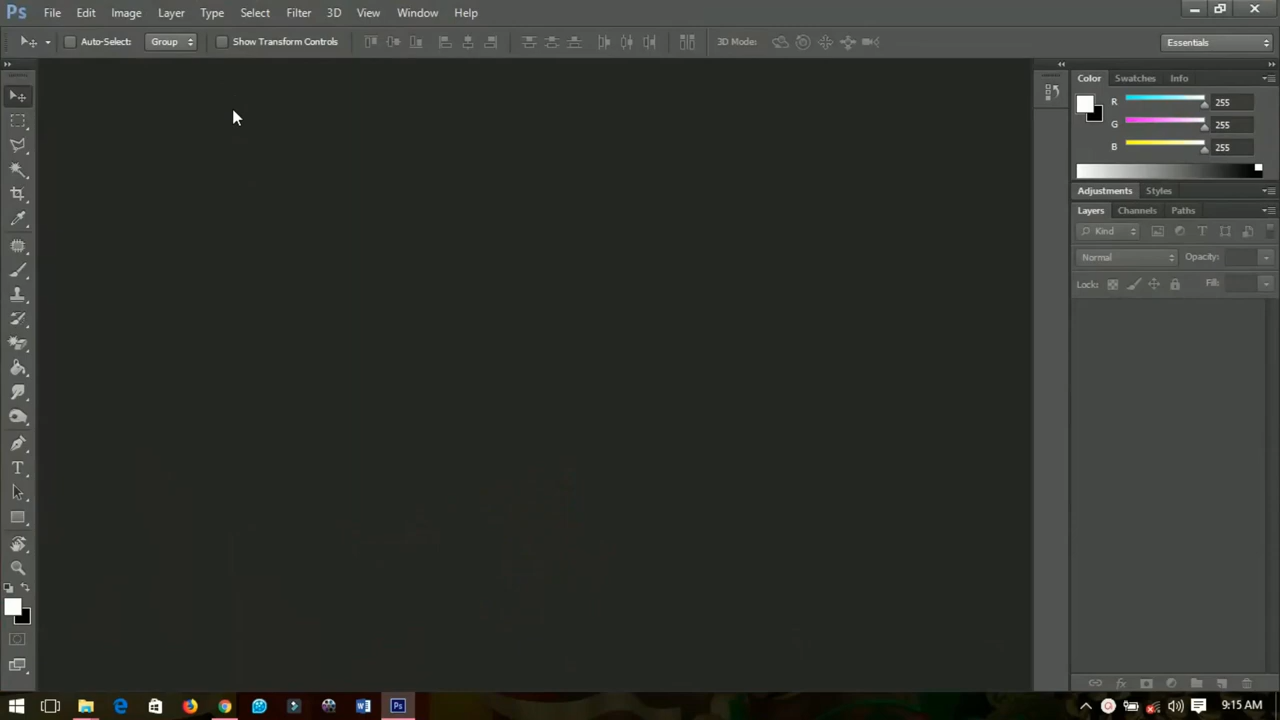 Ps File Edit Image Layer Type Select Filter 3D View Window Help
Auto-Select: Group Show Transform Controls 3D Mode: Essentials
Color Swatches Info
R 255
G 255
B 255
Adjustments Styles
Layers Channels Paths
Kind T
Normal Opacity:
Lock: Fill:
fx
T
W Ps 9:15 AM